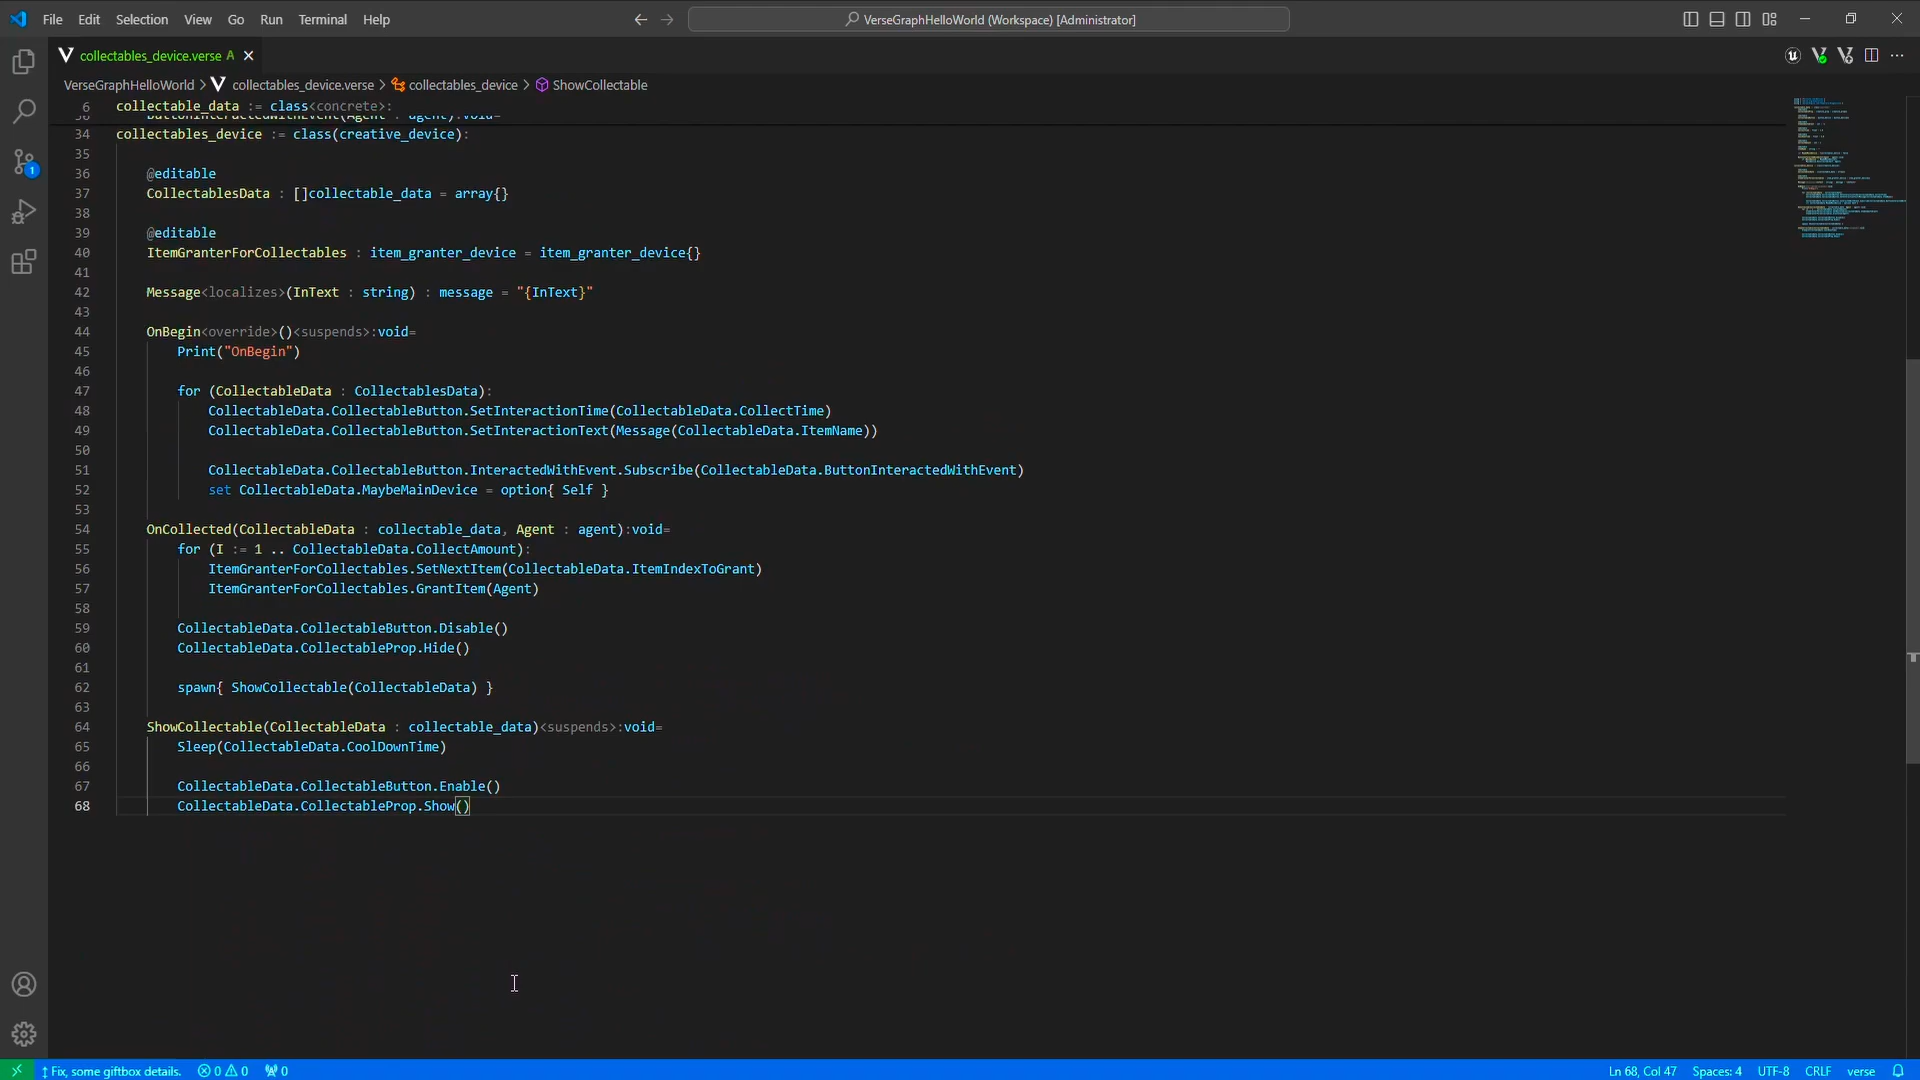 File Edit Selection View Go Run Terminal Help
VerseGraphHelloWorld (Workspace) [Administrator]
collectables_device.verse A
VerseGraphHelloWorld > collectables_device.verse > collectables_device > ShowCollectable
6 collectable_data := class<concrete>:
ButtonInteractedWithEvent(Agent : agent):void=
34 collectables_device := class(creative_device):
35
36 @editable
37 CollectablesData : []collectable_data = array{}
38
39 @editable
40 ItemGranterForCollectables : item_granter_device = item_granter_device{}
41
42 Message<localizes>(InText : string) : message = "{InText}"
43
44 OnBegin<override>()<suspends>:void=
45 Print("OnBegin")
46
47 for (CollectableData : CollectablesData):
48 CollectableData.CollectableButton.SetInteractionTime(CollectableData.CollectTime)
49 CollectableData.CollectableButton.SetInteractionText(Message(CollectableData.ItemName))
50
51 CollectableData.CollectableButton.InteractedWithEvent.Subscribe(CollectableData.ButtonInteractedWithEvent)
52 set CollectableData.MaybeMainDevice = option{ Self }
53
54 OnCollected(CollectableData : collectable_data, Agent : agent):void=
55 for (I := 1 .. CollectableData.CollectAmount):
56 ItemGranterForCollectables.SetNextItem(CollectableData.ItemIndexToGrant)
57 ItemGranterForCollectables.GrantItem(Agent)
58
59 CollectableData.CollectableButton.Disable()
60 CollectableData.CollectableProp.Hide()
61
62 spawn{ ShowCollectable(CollectableData) }
63
64 ShowCollectable(CollectableData : collectable_data)<suspends>:void=
65 Sleep(CollectableData.CoolDownTime)
66
67 CollectableData.CollectableButton.Enable()
68 CollectableData.CollectableProp.Show()
1
Fix, some giftbox details. 0 0 0 Ln 68, Col 47 Spaces: 4 UTF-8 CRLF verse